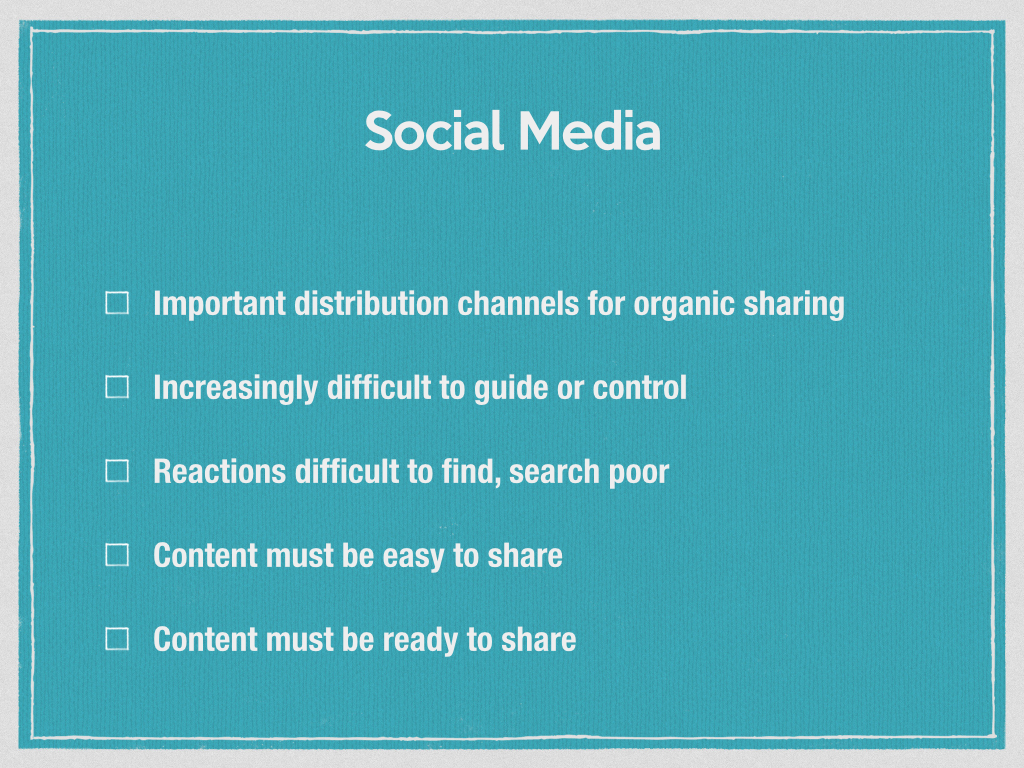 Social Media
Important distribution channels for organic sharing
Increasingly difficult to guide or control
Reactions difficult to find, search poor
Content must be easy to share
Content must be ready to share